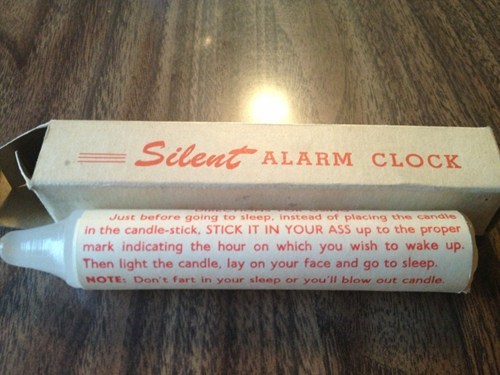 Silent ALARM CLOCK
Just before going to sleep, instead of placing the candle
in the candle-stick, STICK IT IN YOUR ASS up to the proper
mark indicating the hour on which you wish to wake up.
Then light the candle, lay on your face and go to sleep.
NOTE: Don't fart in your sleep or you'll blow out candle.